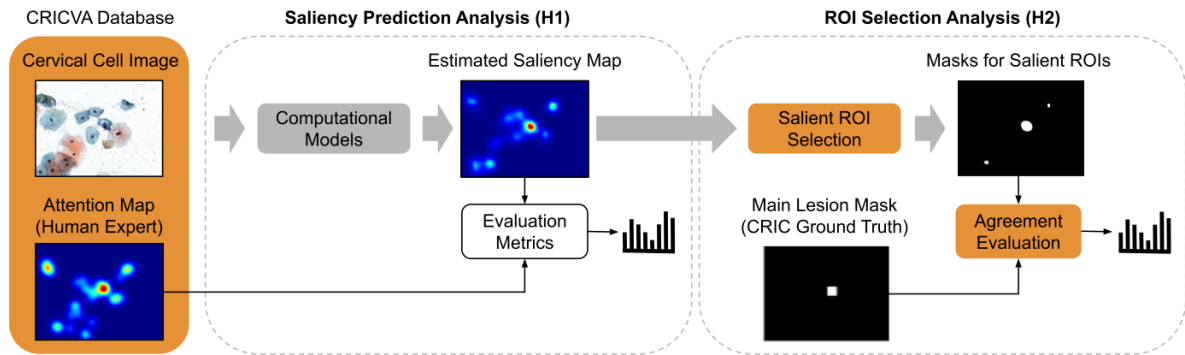 CRICVA Database
Cervical Cell Image
Attention Map
(Human Expert)
Saliency Prediction Analysis (H1)
Computational
Models
Estimated Saliency Map
Evaluation
Metrics
ROI Selection Analysis (H2)
Salient ROI
Selection
Masks for Salient ROIs
Main Lesion Mask
(CRIC Ground Truth)
Agreement
Evaluation